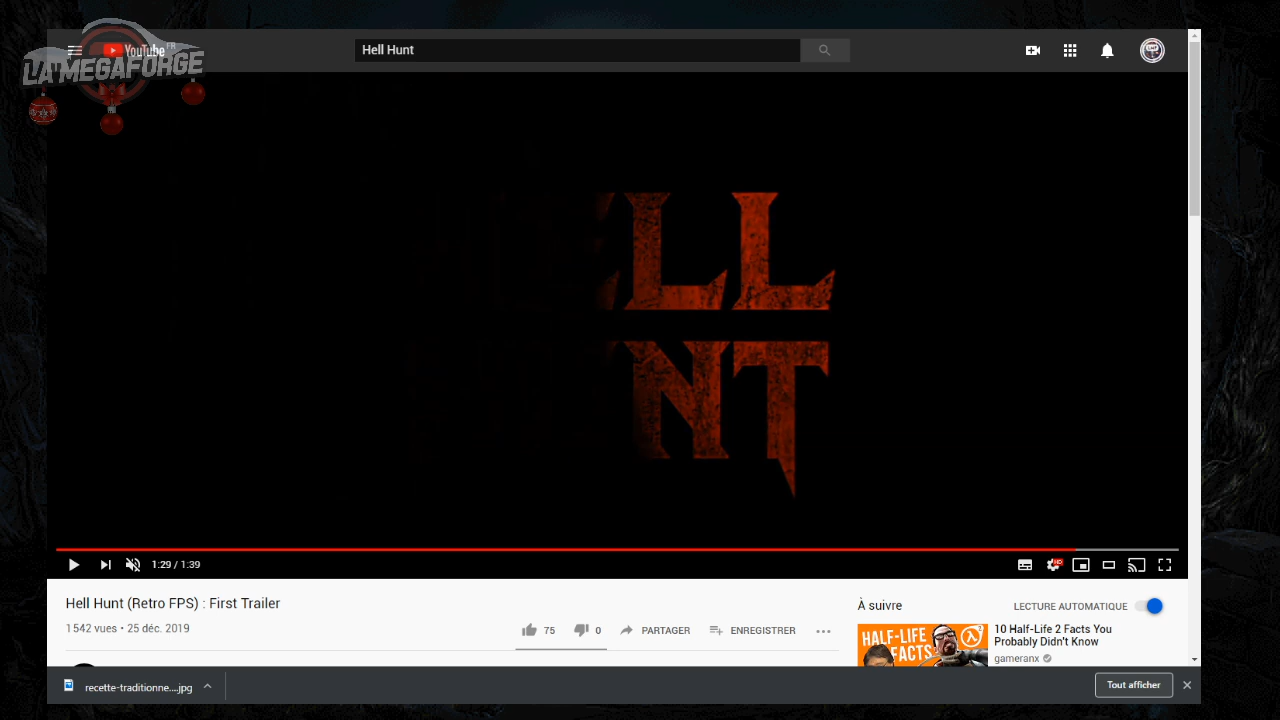 YouTube FR
Hell Hunt
LA MEGAFORGE
ELL
NT
1:29 / 1:39
HD
Hell Hunt (Retro FPS) : First Trailer
1 542 vues • 25 déc. 2019
75
0
PARTAGER
ENREGISTRER
À suivre
LECTURE AUTOMATIQUE
HALF-LIFE
FACTS
10 Half-Life 2 Facts You
Probably Didn't Know
gameranx
recette-traditionne....jpg
Tout afficher